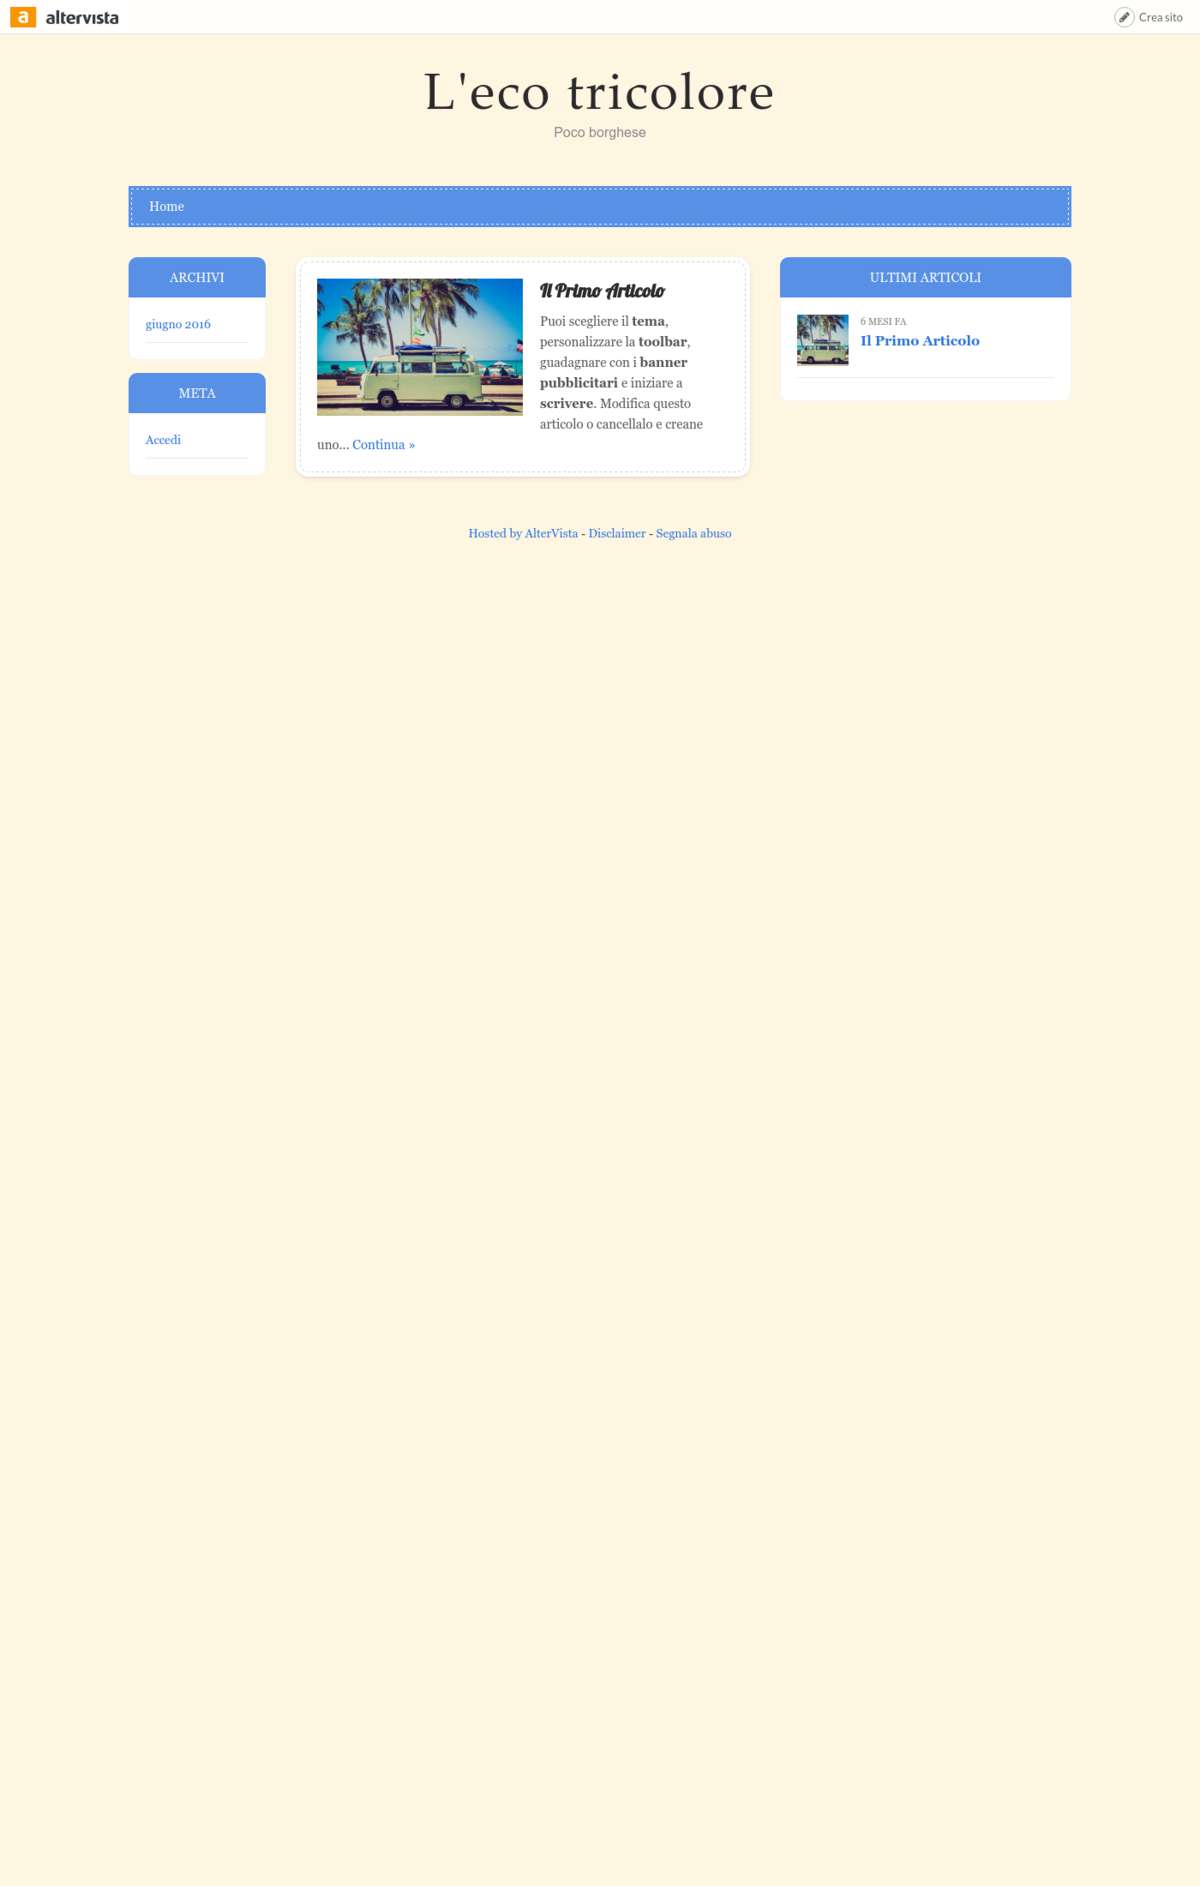 a altervista
Crea sito
L'eco tricolore
Poco borghese
Home
ARCHIVI
giugno 2016
META
Accedi
Il Primo Articolo
Puoi scegliere il tema,
personalizzare la toolbar,
guadagnare con i banner
pubblicitari e iniziare a
scrivere. Modifica questo
articolo o cancellalo e creane
uno... Continua »
ULTIMI ARTICOLI
6 MESI FA
Il Primo Articolo
Hosted by AlterVista - Disclaimer - Segnala abuso